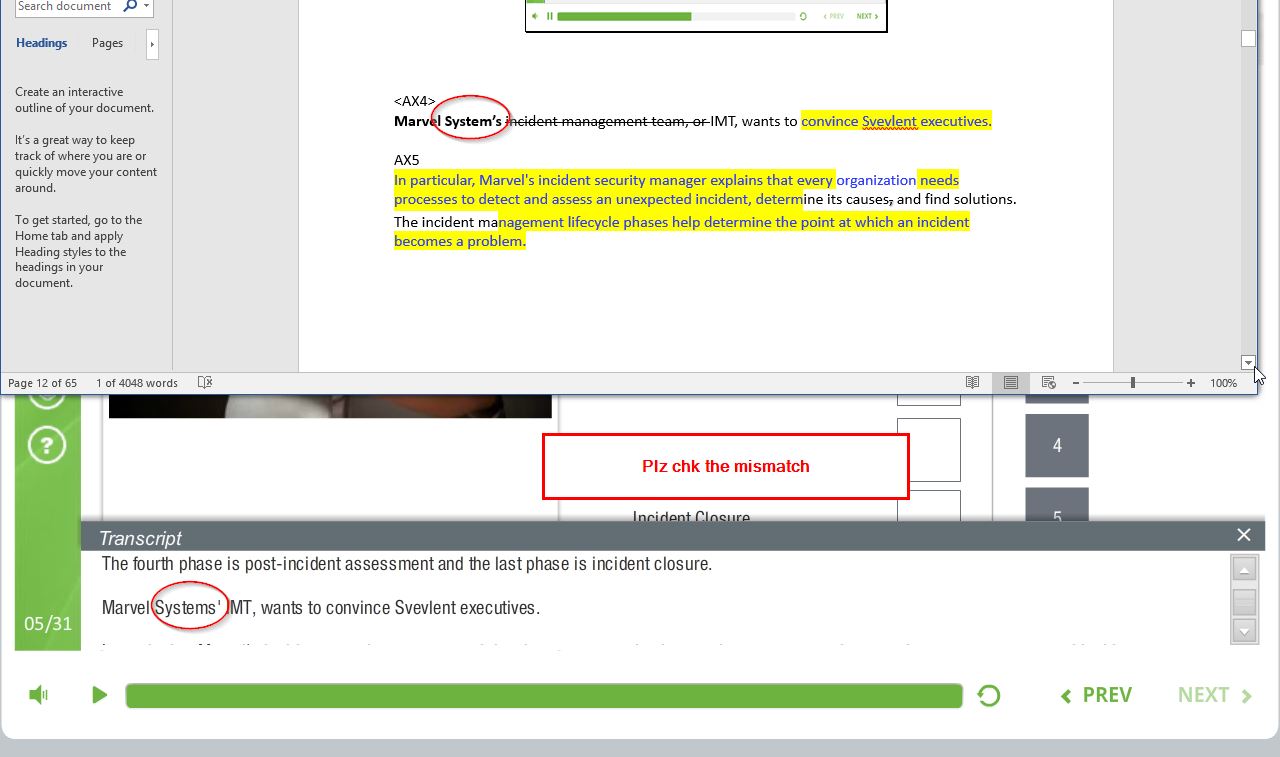 Search document
‹ PREV NEXT ›
Headings Pages
Create an interactive
outline of your document.
It's a great way to keep
track of where you are or
quickly move your content
around.
To get started, go to the
Home tab and apply
Heading styles to the
headings in your
document.
<AX4>
Marvel System’s incident management team, or IMT, wants to convince Svevlent executives.
AX5
In particular, Marvel's incident security manager explains that every organization needs
processes to detect and assess an unexpected incident, determine its causes, and find solutions.
The incident management lifecycle phases help determine the point at which an incident
becomes a problem.
Page 12 of 65 1 of 4048 words 100%
?
4
Plz chk the mismatch
5
Incident Closure
Transcript
The fourth phase is post-incident assessment and the last phase is incident closure.
Marvel Systems' IMT, wants to convince Svevlent executives.
05/31
PREV NEXT